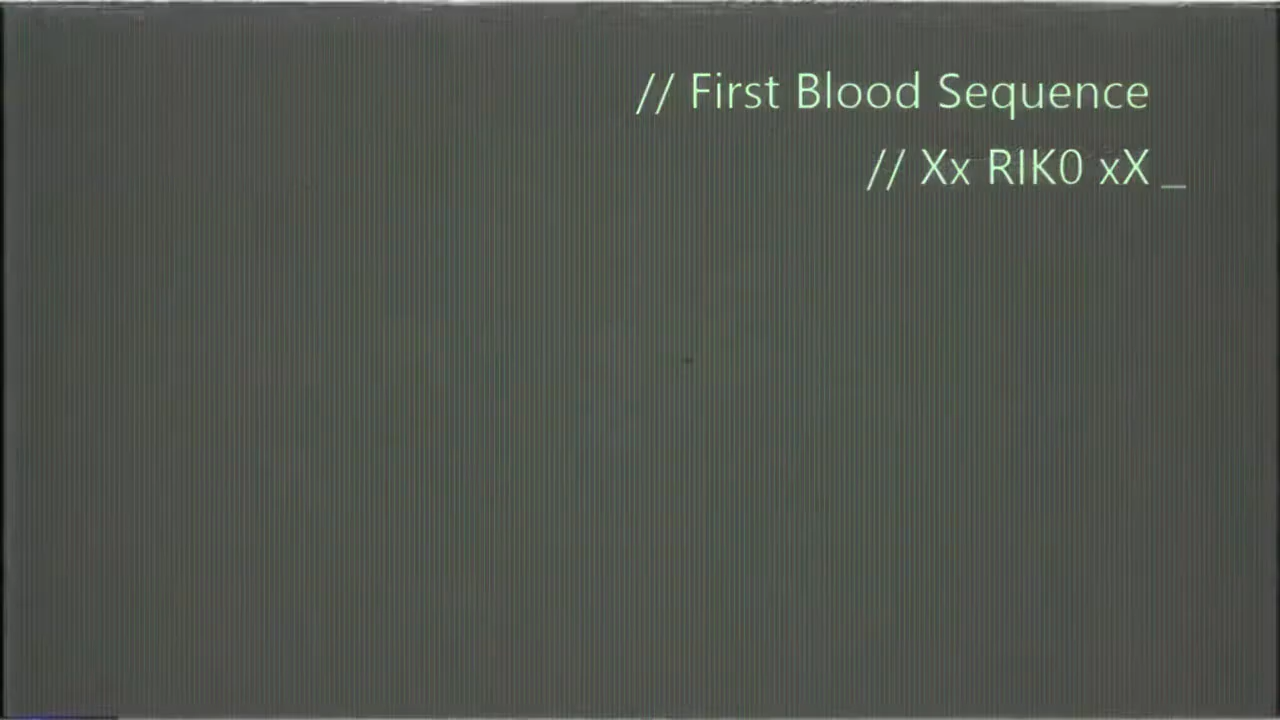 // First Blood Sequence
// Xx RIK0 xX _